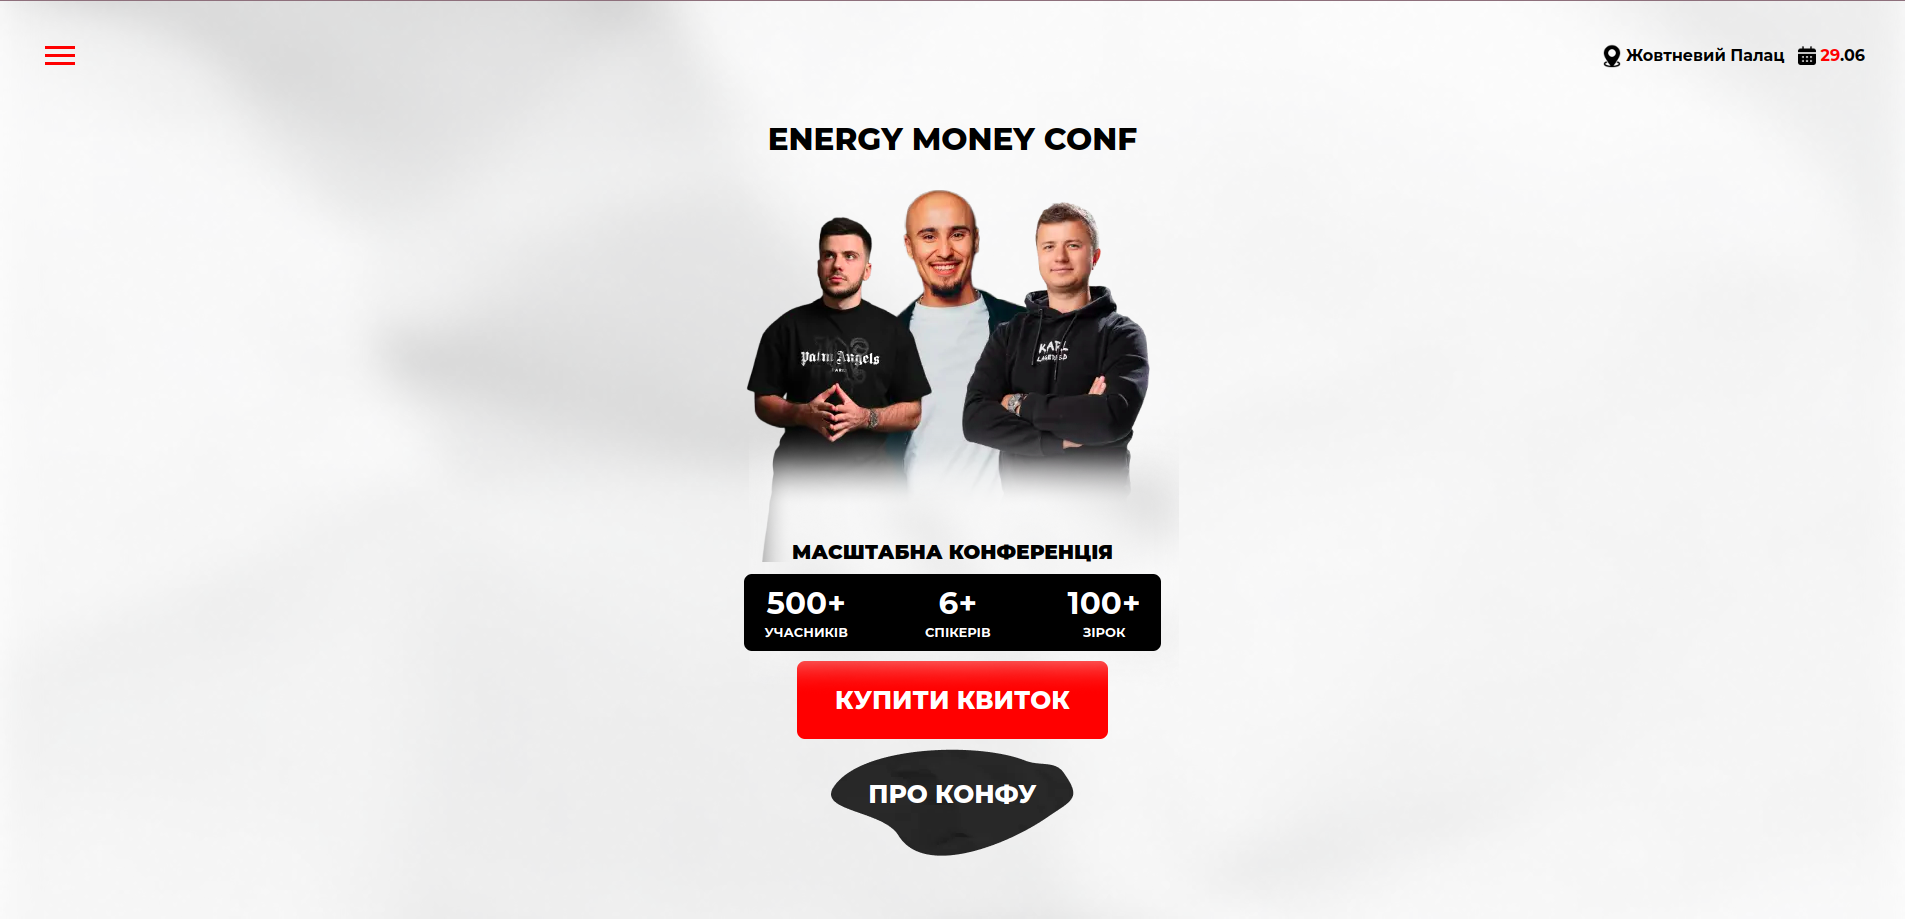 Жовтневий Палац 29.06
ENERGY MONEY CONF
Palm Angels
KARL
МАСШТАБНА КОНФЕРЕНЦІЯ
500+ 6+ 100+
УЧАСНИКІВ СПІКЕРІВ ЗІРОК
КУПИТИ КВИТОК
ПРО КОНФУ